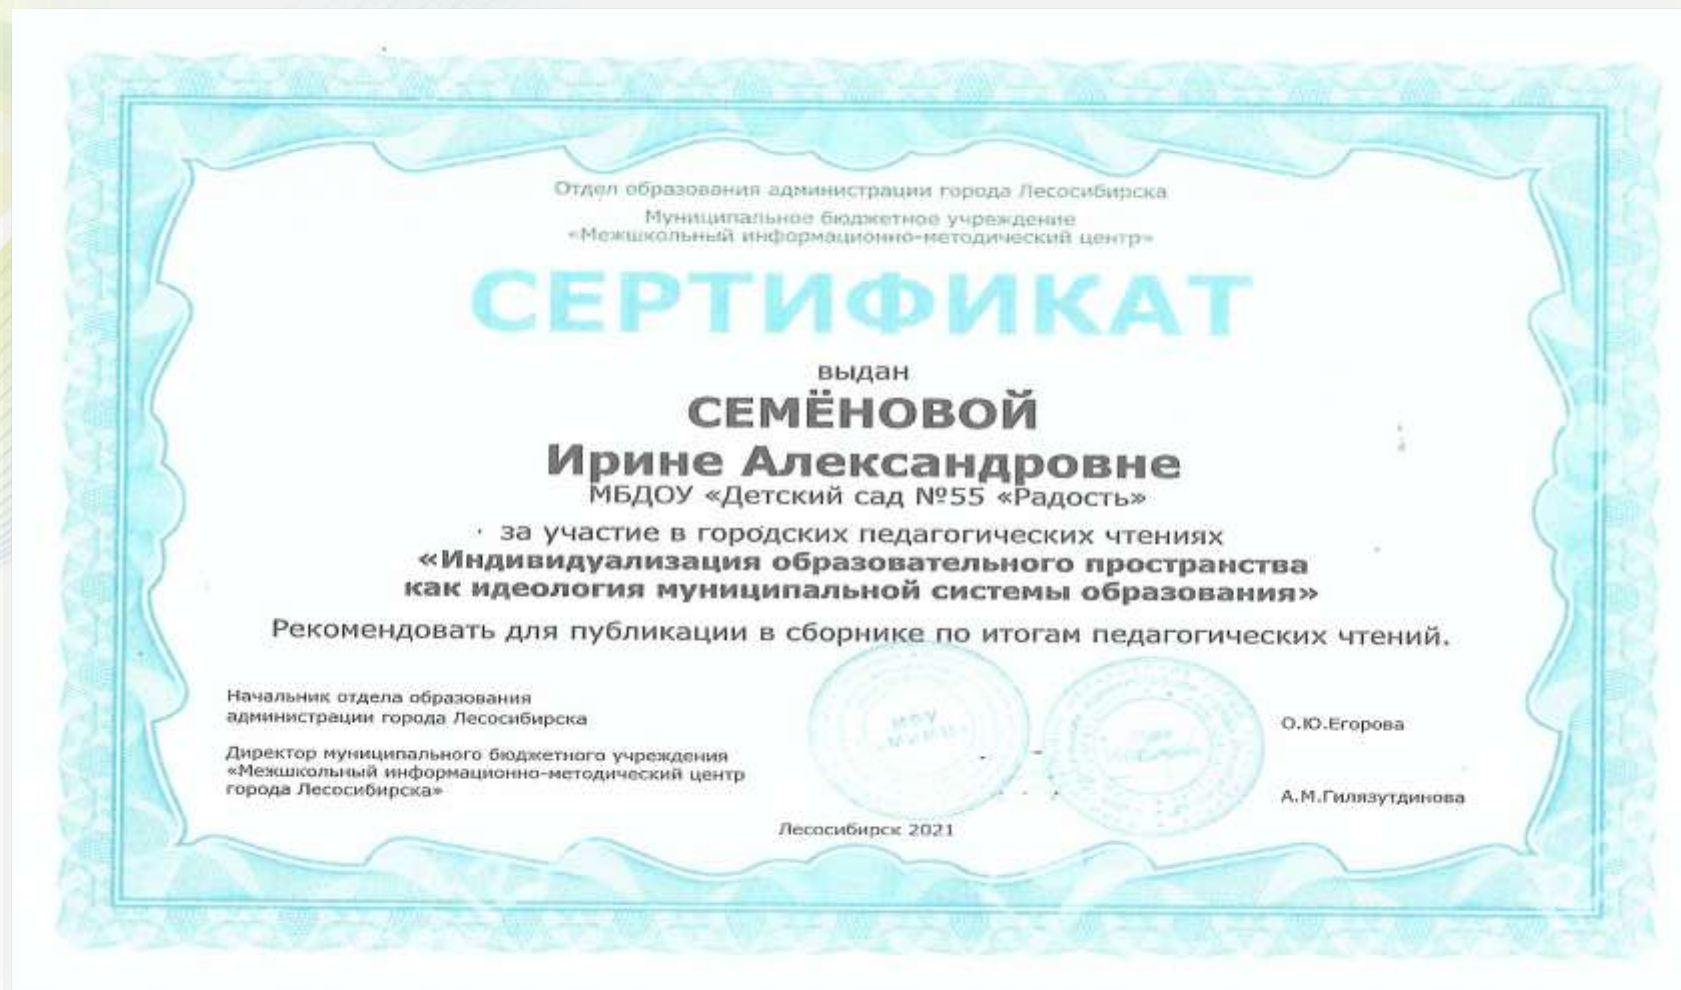 Отдел образования администрации города Лесосибирска
Муниципальное бюджетное учреждение
«Межшкольный информационно-методический центр»
СЕРТИФИКАТ
выдан
СЕМЁНОВОЙ
Ирине Александровне
МБДОУ «Детский сад №55 «Радость»
за участие в городских педагогических чтениях
«Индивидуализация образовательного пространства
как идеология муниципальной системы образования»
Рекомендовать для публикации в сборнике по итогам педагогических чтений.
Начальник отдела образования
администрации города Лесосибирска
О.Ю.Егорова
Директор муниципального бюджетного учреждения
«Межшкольный информационно-методический центр
города Лесосибирска»
А.М.Гилязутдинова
Лесосибирск 2021